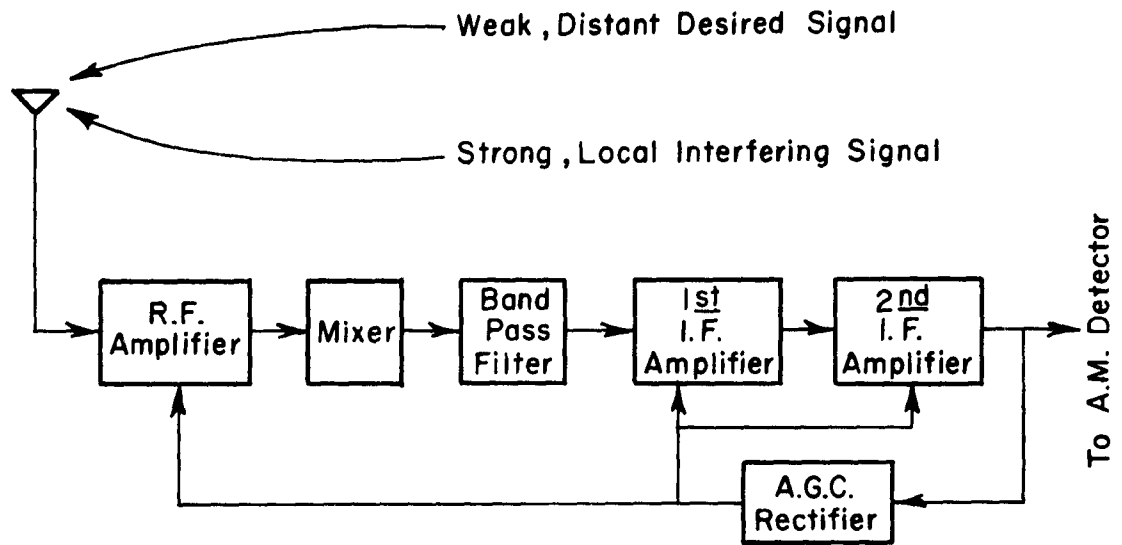 Weak, Distant Desired Signal
Strong, Local Interfering Signal
R.F.
Amplifier
Mixer
Band
Pass
Filter
1st
I.F.
Amplifier
2nd
I.F.
Amplifier
To A.M. Detector
A.G.C.
Rectifier